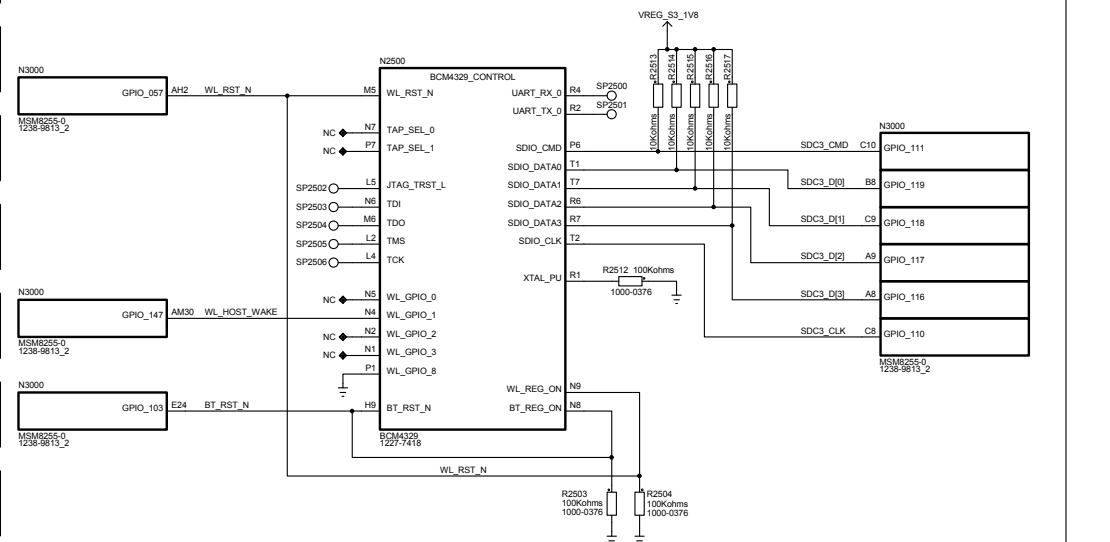 VREG_S3_1V8
R2513
R2514
R2515
R2516
R2517
10Kohms
10Kohms
10Kohms
10Kohms
10Kohms
N3000
GPIO_057 AH2 WL_RST_N
MSM8255-0
1238-9813_2
N2500
BCM4329_CONTROL
M5 WL_RST_N
NC N7 TAP_SEL_0
NC P7 TAP_SEL_1
SP2502 L5 JTAG_TRST_L
SP2503 N6 TDI
SP2504 M6 TDO
SP2505 L2 TMS
SP2506 L4 TCK
NC N5 WL_GPIO_0
N4 WL_GPIO_1
NC N2 WL_GPIO_2
NC N1 WL_GPIO_3
P1 WL_GPIO_8
H9 BT_RST_N
UART_RX_0 R4 SP2500
UART_TX_0 R2 SP2501
SDIO_CMD P6
SDIO_DATA0 T1
SDIO_DATA1 T7
SDIO_DATA2 R6
SDIO_DATA3 R7
SDIO_CLK T2
XTAL_PU R1
R2512 100Kohms
1000-0376
WL_REG_ON N9
BT_REG_ON N8
BCM4329
1227-7418
N3000
GPIO_147 AM30 WL_HOST_WAKE
MSM8255-0
1238-9813_2
N3000
GPIO_103 E24 BT_RST_N
MSM8255-0
1238-9813_2
N3000
SDC3_CMD C10 GPIO_111
SDC3_D[0] B8 GPIO_119
SDC3_D[1] C9 GPIO_118
SDC3_D[2] A9 GPIO_117
SDC3_D[3] A8 GPIO_116
SDC3_CLK C8 GPIO_110
MSM8255-0
1238-9813_2
WL_RST_N
R2503
100Kohms
1000-0376
R2504
100Kohms
1000-0376